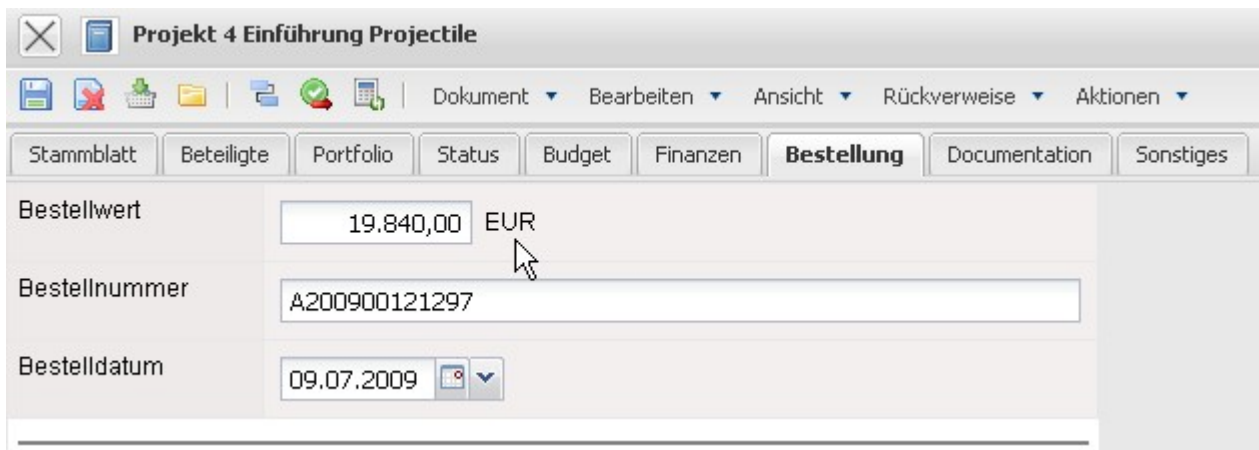 Projekt 4 Einführung Projectile
Dokument Bearbeiten Ansicht Rückverweise Aktionen
Stammblatt Beteiligte Portfolio Status Budget Finanzen Bestellung Documentation Sonstiges
Bestellwert 19.840,00 EUR
Bestellnummer A200900121297
Bestelldatum 09.07.2009